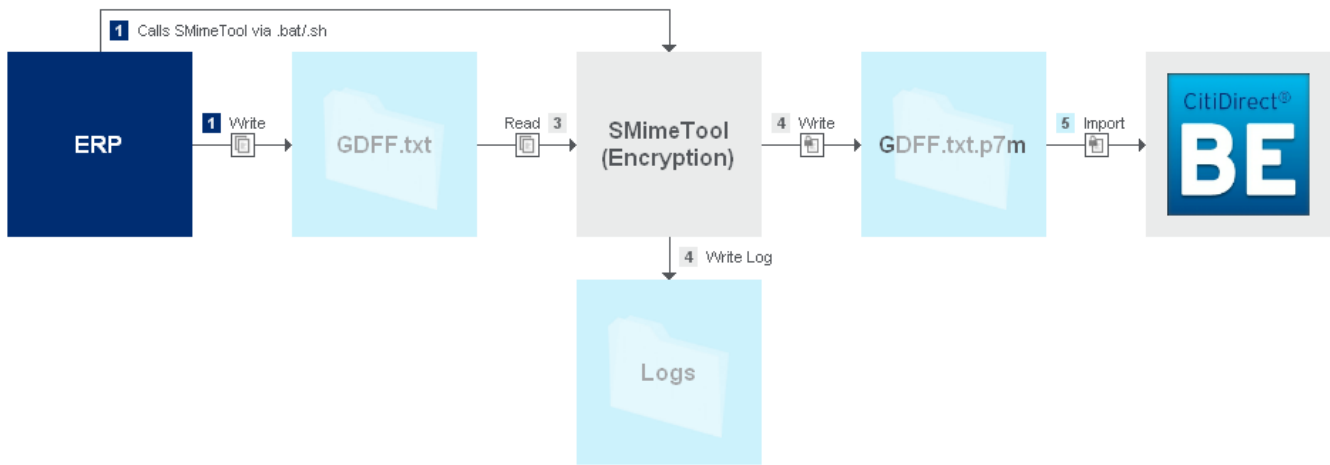 1 Calls SMimeTool via .bat/.sh
ERP
1 Write
GDFF.txt
Read 3
SMimeTool
(Encryption)
4 Write
GDFF.txt.p7m
5 Import
CitiDirect®
BE
4 Write Log
Logs